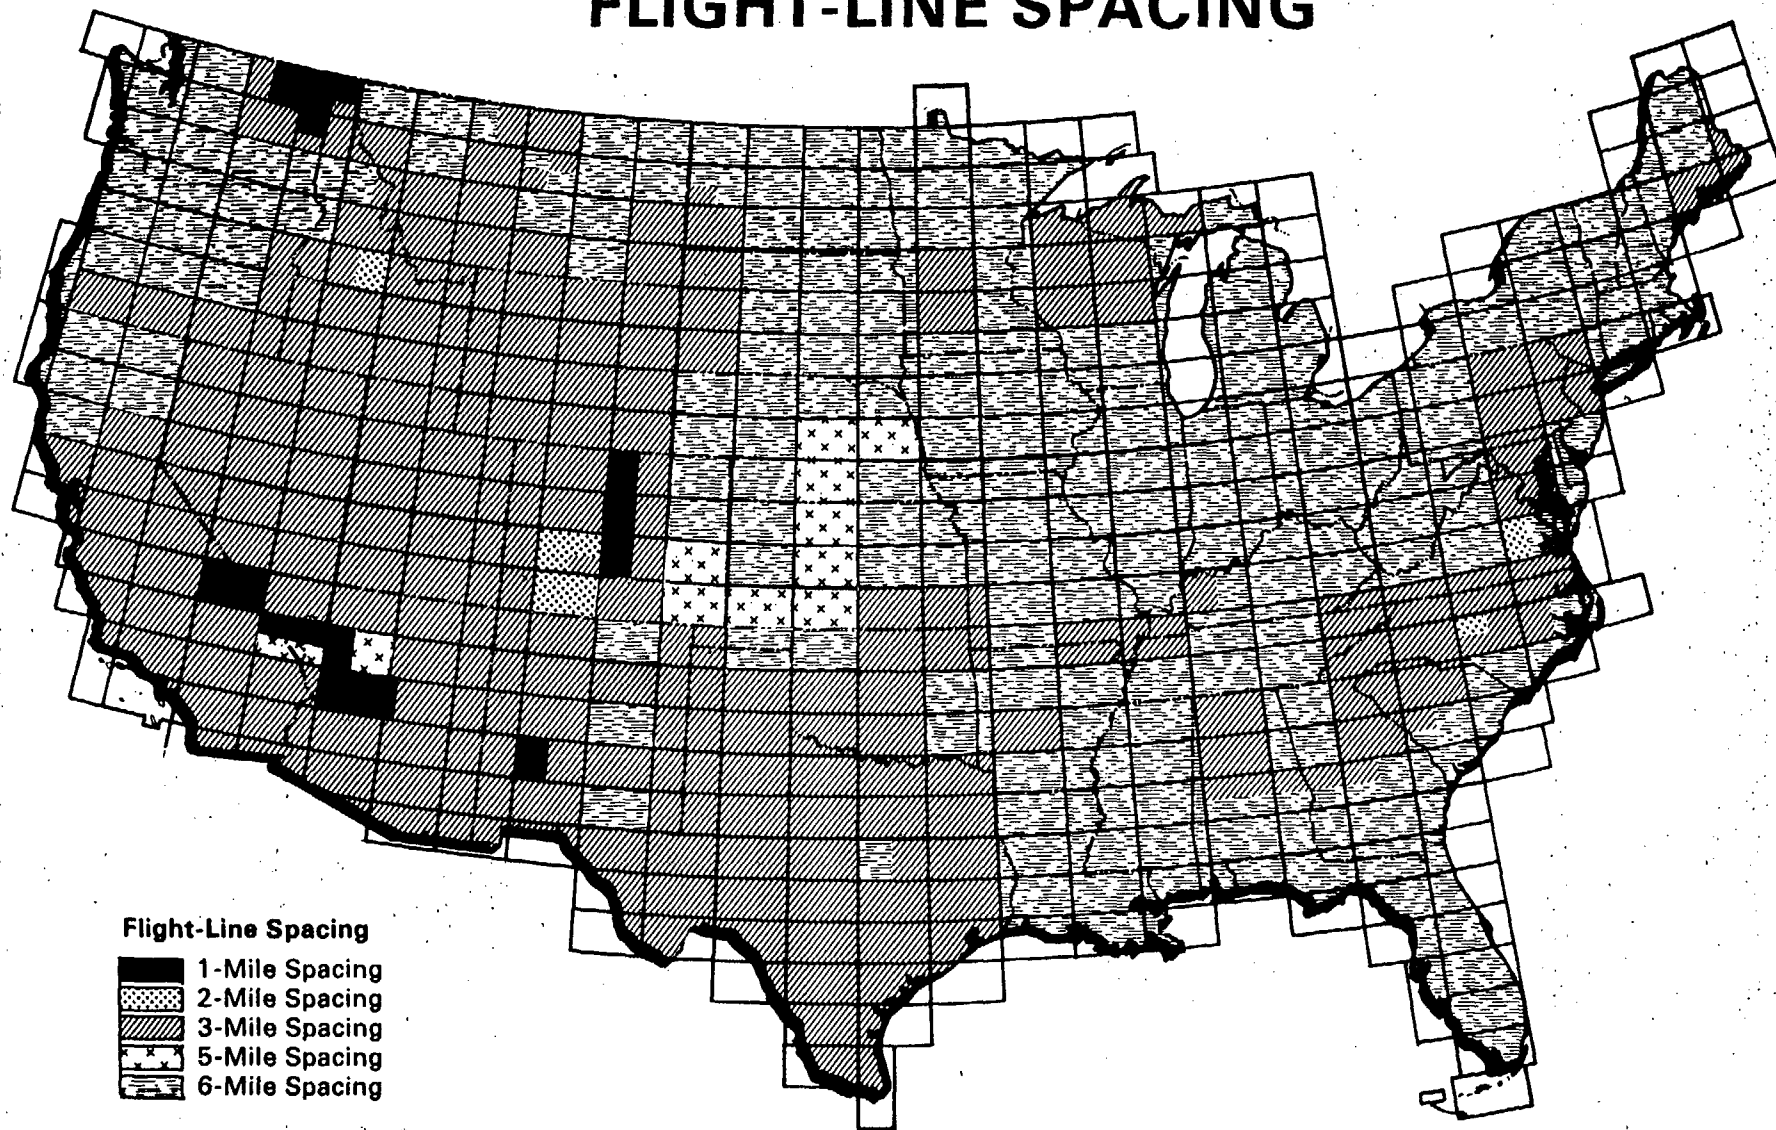 FLIGHT-LINE SPACING
Flight-Line Spacing
1-Mile Spacing
2-Mile Spacing
3-Mile Spacing
5-Mile Spacing
6-Mile Spacing